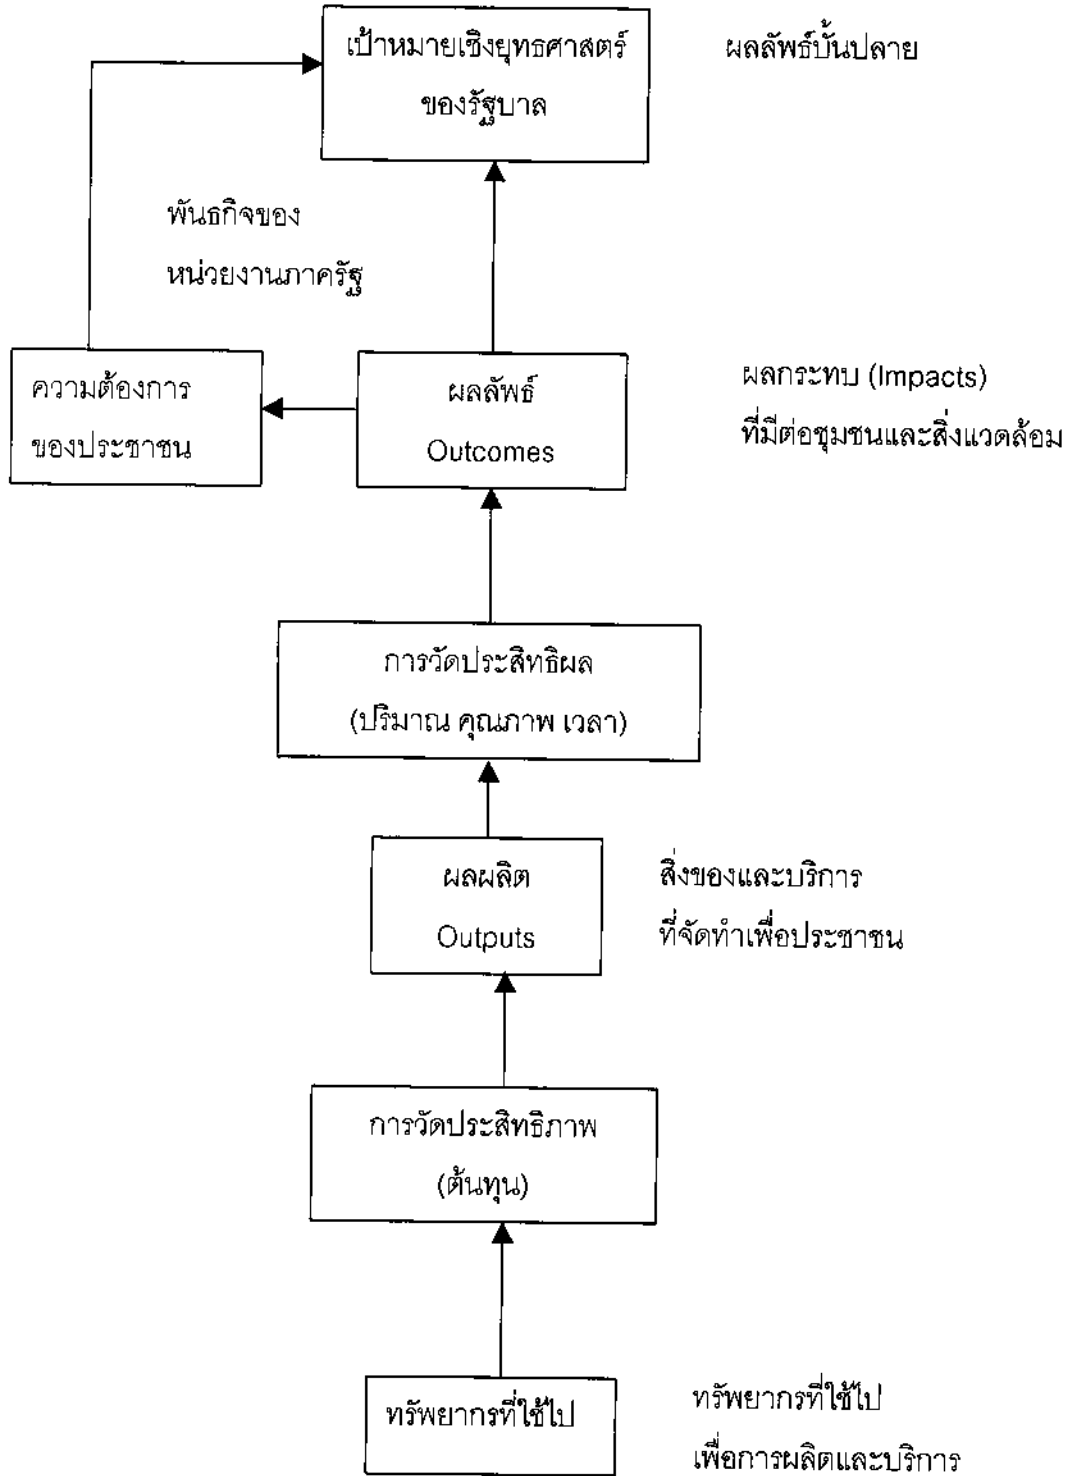 เป้าหมายเชิงยุทธศาสตร์
ของรัฐบาล
ผลลัพธ์บั้นปลาย
พันธกิจของ
หน่วยงานภาครัฐ
ความต้องการ
ของประชาชน
ผลลัพธ์
Outcomes
ผลกระทบ (Impacts)
ที่มีต่อชุมชนและสิ่งแวดล้อม
การวัดประสิทธิผล
(ปริมาณ คุณภาพ เวลา)
ผลผลิต
Outputs
สิ่งของและบริการ
ที่จัดทำเพื่อประชาชน
การวัดประสิทธิภาพ
(ต้นทุน)
ทรัพยากรที่ใช้ไป
ทรัพยากรที่ใช้ไป
เพื่อการผลิตและบริการ